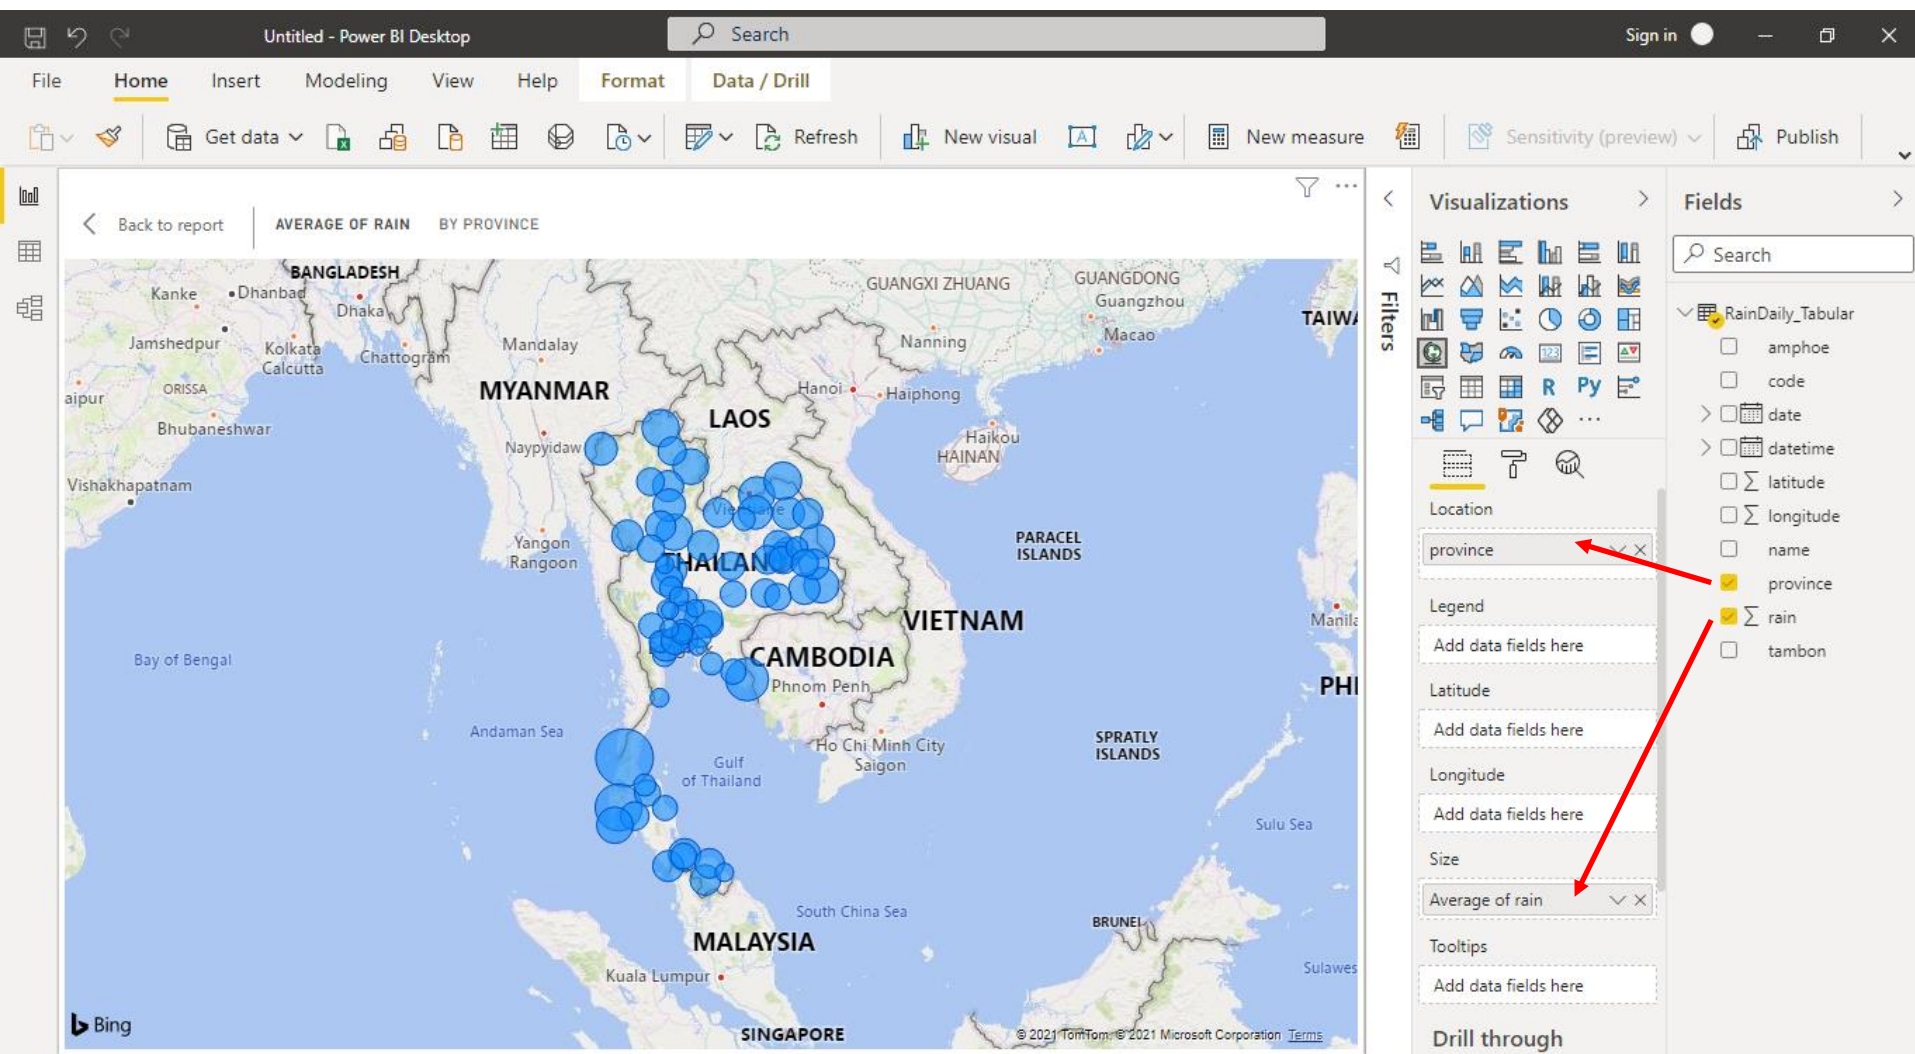 Untitled - Power BI Desktop
Search
Sign in
File
Home
Insert
Modeling
View
Help
Format
Data / Drill
Get data
Refresh
New visual
New measure
Sensitivity (preview)
Publish
Back to report
AVERAGE OF RAIN
BY PROVINCE
BANGLADESH
Kanke
Dhanbad
Dhaka
Jamshedpur
Kolkata
Calcutta
Chattogram
Mandalay
GUANGXI ZHUANG
GUANGDONG
Guangzhou
Macao
Nanning
TAIWA
aipur
ORISSA
Bhubaneshwar
MYANMAR
Hanoi
Haiphong
LAOS
Haikou
HAINAN
Naypyidaw
Vishakhapatnam
Vientiane
Yangon
Rangoon
THAILAND
PARACEL
ISLANDS
VIETNAM
Manila
Bay of Bengal
CAMBODIA
Phnom Penh
PHI
Andaman Sea
Gulf
of Thailand
Ho Chi Minh City
Saigon
SPRATLY
ISLANDS
Sulu Sea
South China Sea
BRUNEI
MALAYSIA
Kuala Lumpur
Sulawes
Bing
SINGAPORE
© 2021 TomTom, © 2021 Microsoft Corporation Terms
Filters
Visualizations
123
R
Py
Location
province
Legend
Add data fields here
Latitude
Add data fields here
Longitude
Add data fields here
Size
Average of rain
Tooltips
Add data fields here
Drill through
Fields
Search
RainDaily_Tabular
amphoe
code
date
datetime
∑ latitude
∑ longitude
name
province
∑ rain
tambon